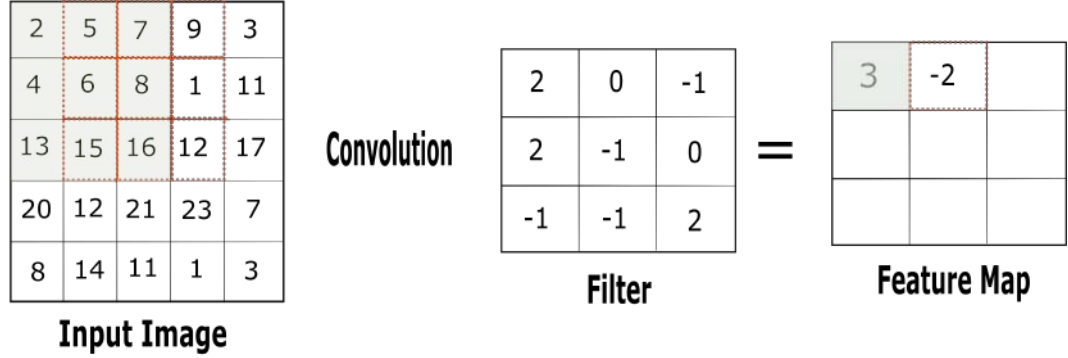 2 5 7 9 3
4 6 8 1 11
13 15 16 12 17
20 12 21 23 7
8 14 11 1 3
Input Image
Convolution
2 0 -1
2 -1 0
-1 -1 2
Filter
=
3 -2
Feature Map